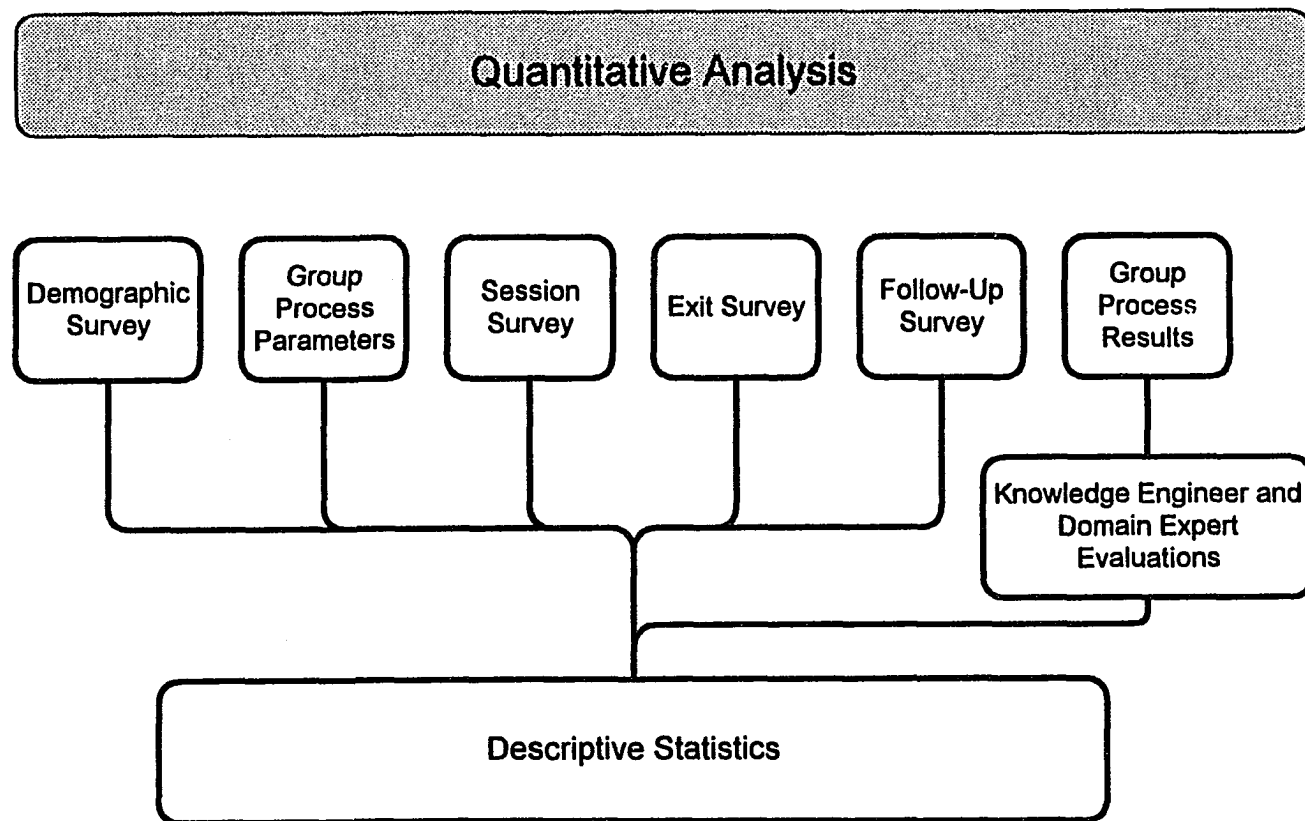 Quantitative Analysis
Demographic
Survey
Group
Process
Parameters
Session
Survey
Exit Survey
Follow-Up
Survey
Group
Process
Results
Knowledge Engineer and
Domain Expert
Evaluations
Descriptive Statistics